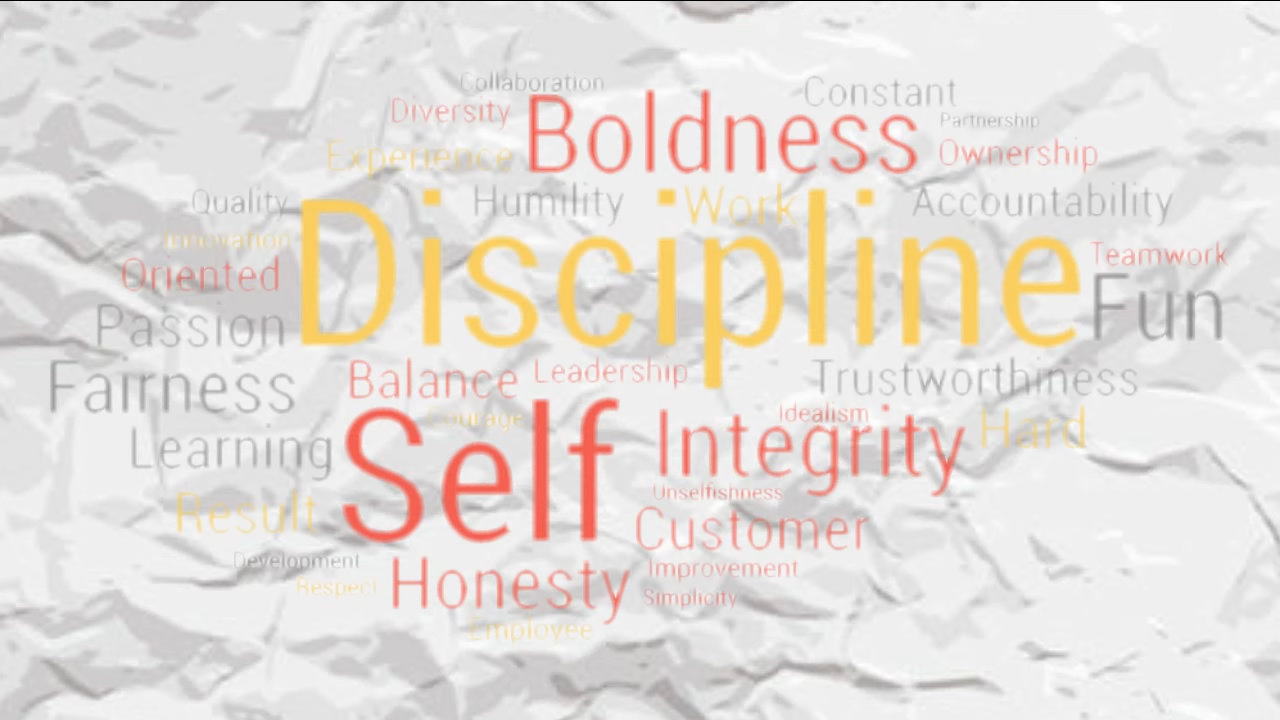 Collaboration
Constant
Diversity
Boldness
Partnership
Experience
Ownership
Quality
Humility
Work
Accountability
Innovation
Discipline
Teamwork
Oriented
Fun
Passion
Fairness
Balance
Leadership
Trustworthiness
Courage
Self
Idealism
Integrity
Hard
Learning
Unselfishness
Result
Customer
Development
Improvement
Respect
Honesty
Simplicity
Employee